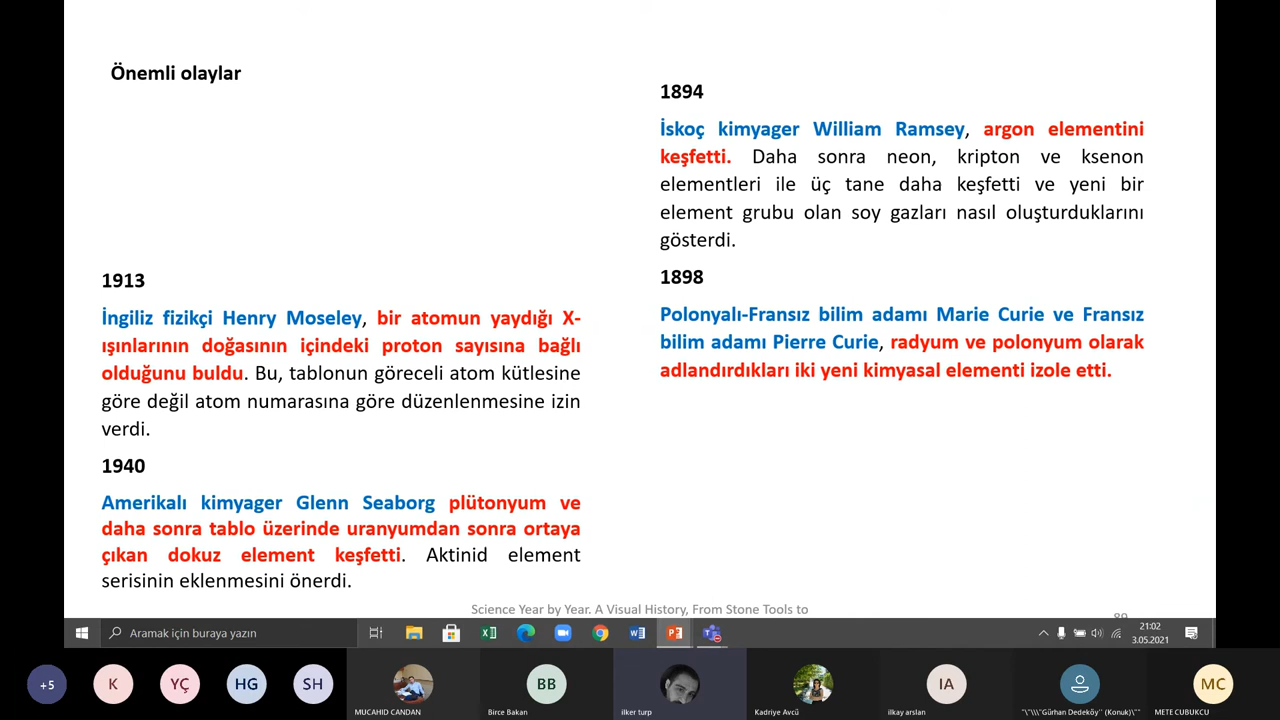 Önemli olaylar
1913
İngiliz fizikçi Henry Moseley, bir atomun yaydığı X-
ışınlarının doğasının içindeki proton sayısına bağlı
olduğunu buldu. Bu, tablonun göreceli atom kütlesine
göre değil atom numarasına göre düzenlenmesine izin
verdi.
1940
Amerikalı kimyager Glenn Seaborg plütonyum ve
daha sonra tablo üzerinde uranyumdan sonra ortaya
çıkan dokuz element keşfetti. Aktinid element
serisinin eklenmesini önerdi.
1894
İskoç kimyager William Ramsey, argon elementini
keşfetti. Daha sonra neon, kripton ve ksenon
elementleri ile üç tane daha keşfetti ve yeni bir
element grubu olan soy gazları nasıl oluşturduklarını
gösterdi.
1898
Polonyalı-Fransız bilim adamı Marie Curie ve Fransız
bilim adamı Pierre Curie, radyum ve polonyum olarak
adlandırdıkları iki yeni kimyasal elementi izole etti.
Science Year by Year. A Visual History, From Stone Tools to
Aramak için buraya yazın
21:02
3.05.2021
+5 K YÇ HG SH BB IA MC
MUCAHID CANDAN Birce Bakan ilker turp Kadriye Avcü ilkay arslan "\"\\\"Gürhan Dedeköy" (Konuk)\"" METE CUBUKCU